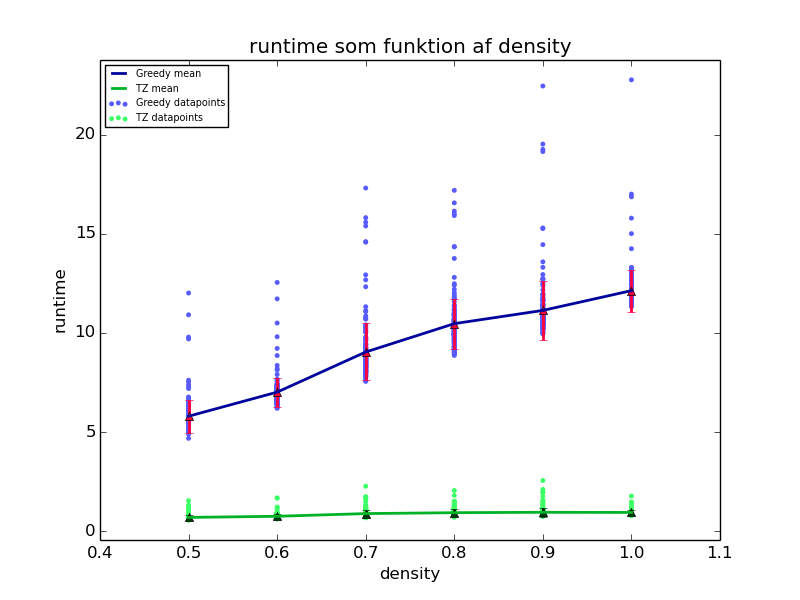 runtime som funktion af density
Greedy mean
TZ mean
Greedy datapoints
TZ datapoints
runtime
20
15
10
5
0
0.4 0.5 0.6 0.7 0.8 0.9 1.0 1.1
density